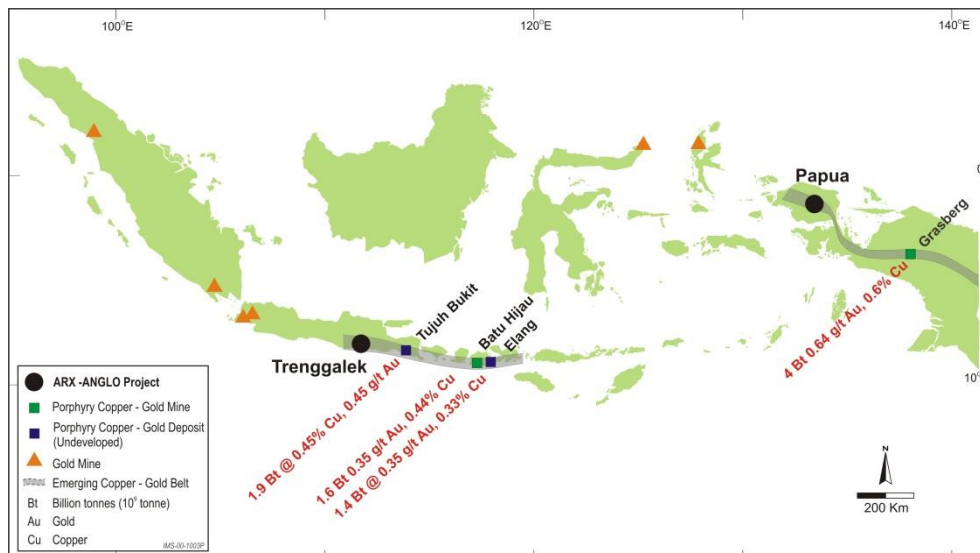 100°E
120°E
140°E
0
10°
Papua
Grasberg
4 Bt 0.64 g/t Au, 0.6% Cu
Trenggalek
Tujuh Bukit
1.9 Bt @ 0.45% Cu, 0.45 g/t Au
Batu Hijau
1.6 Bt 0.35 g/t Au, 0.44% Cu
Elang
1.4 Bt @ 0.35 g/t Au, 0.33% Cu
ARX -ANGLO Project
Porphyry Copper - Gold Mine
Porphyry Copper - Gold Deposit
(Undeveloped)
Gold Mine
Emerging Copper - Gold Belt
Bt Billion tonnes (10⁹ tonne)
Au Gold
Cu Copper
IMS-00-1003P
N
200 Km